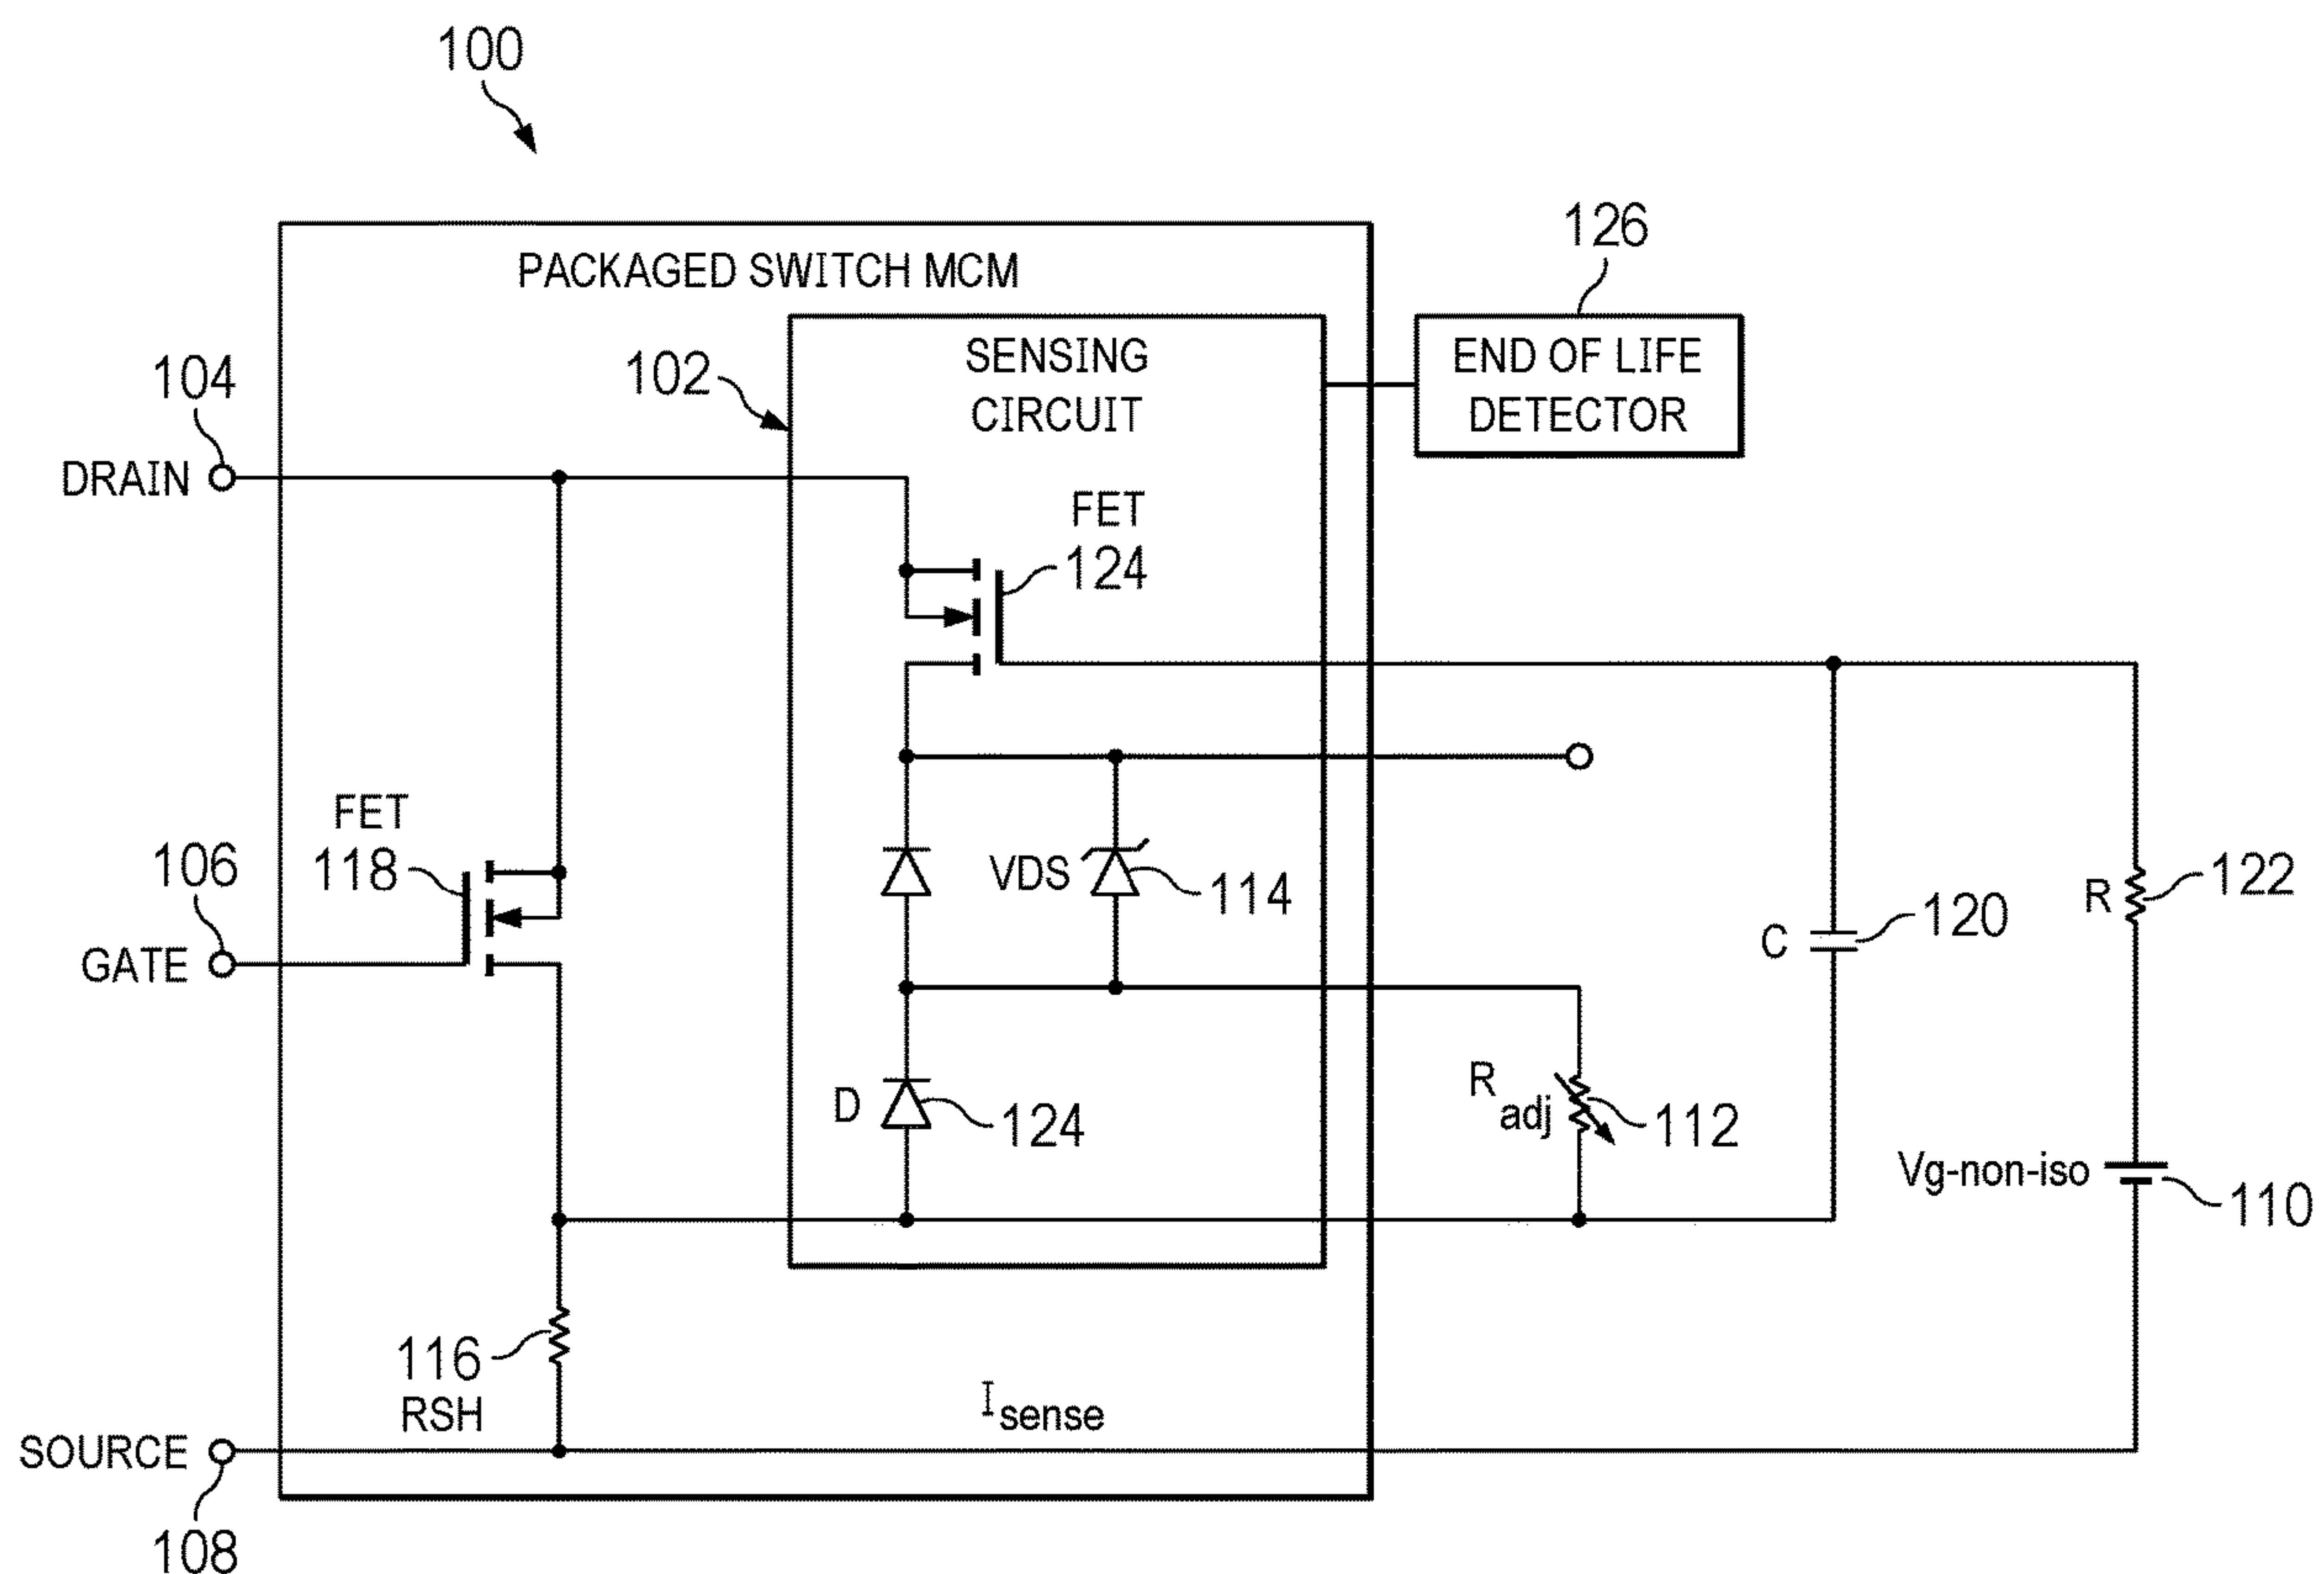 100
PACKAGED SWITCH MCM
126
102
SENSING
CIRCUIT
END OF LIFE
DETECTOR
104
DRAIN
FET
124
FET
118
106
GATE
VDS
114
C
120
R
122
D
124
R
adj
112
Vg-non-iso
110
116
RSH
Isense
SOURCE
108